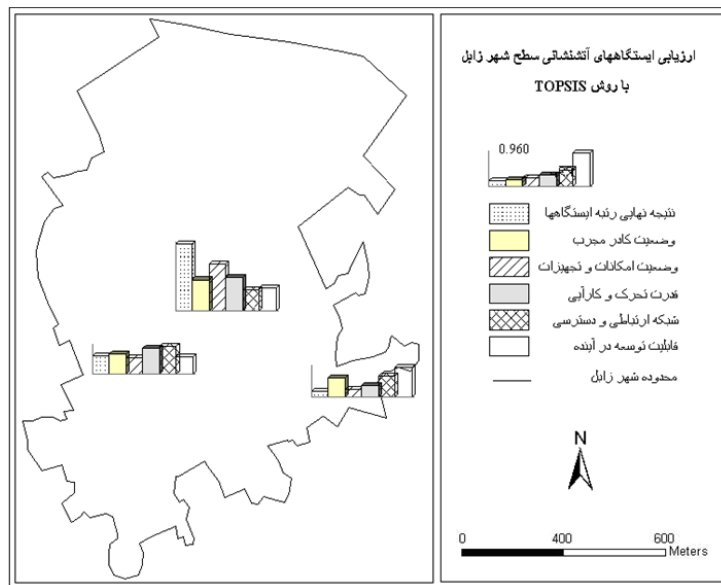 ارزیابی ایستگاههای آتشنشانی سطح شهر زابل
با روش TOPSIS
0.960
نتیجه نهایی رتبه ایستگاهها
وضعیت کادر مجرب
وضعیت امکانات و تجهیزات
قدرت تحرک و کارآیی
شبکه ارتباطی و دسترسی
قابلیت توسعه در آینده
محدوده شهر زابل
N
0 400 600
Meters